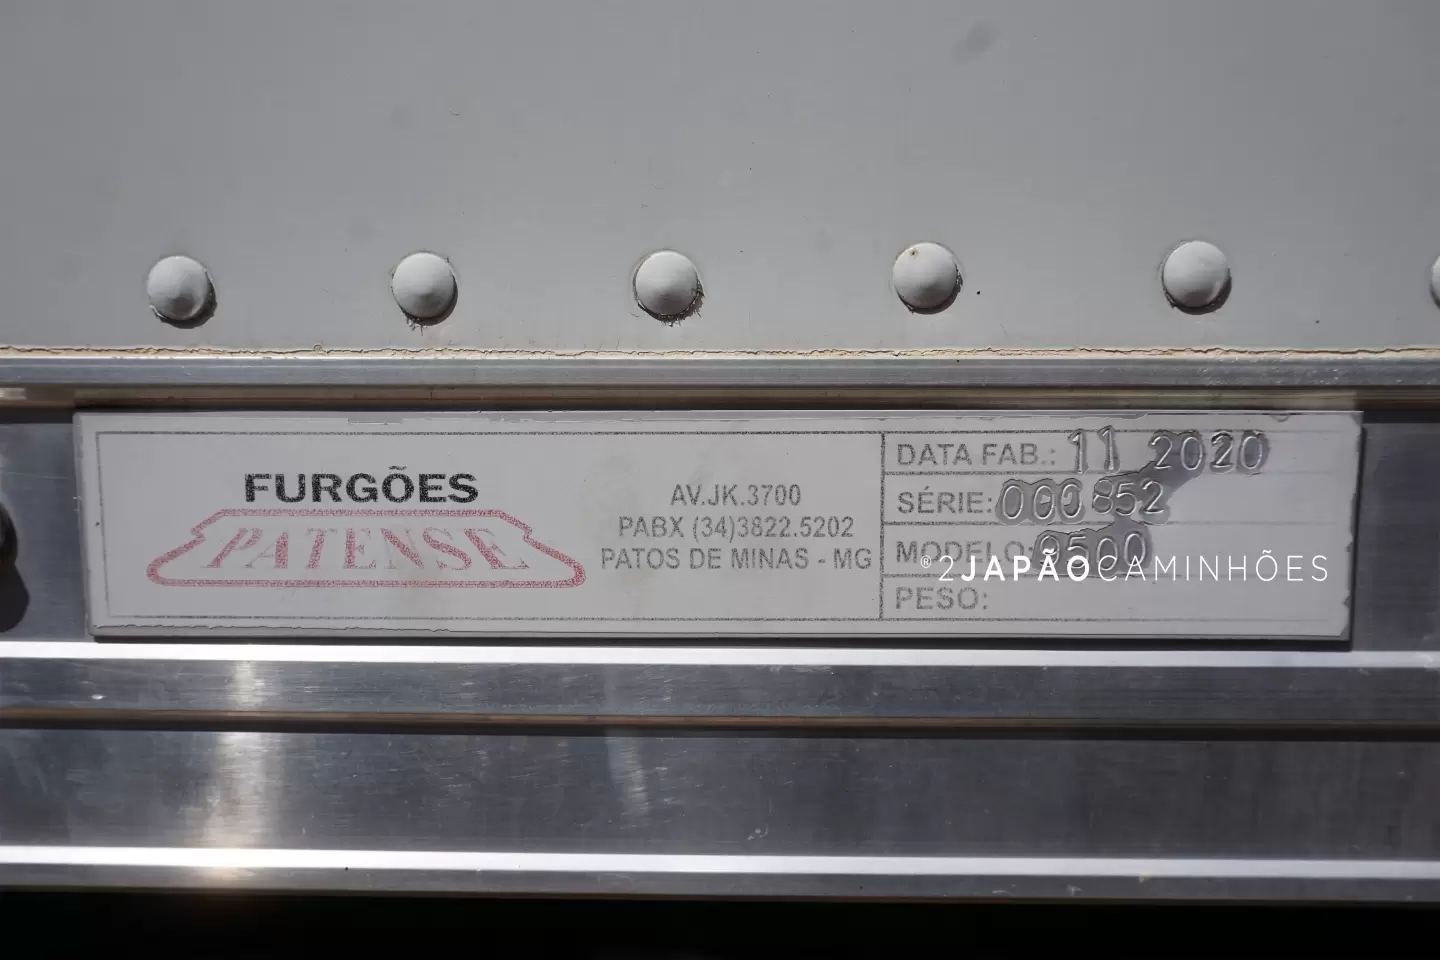 FURGÕES
PATENSE
AV.JK.3700
PABX (34)3822.5202
PATOS DE MINAS - MG
DATA FAB.: 11 2020
SÉRIE: 000852
MODELO: 9500
PESO:
®2JAPÃOCAMINHÕES